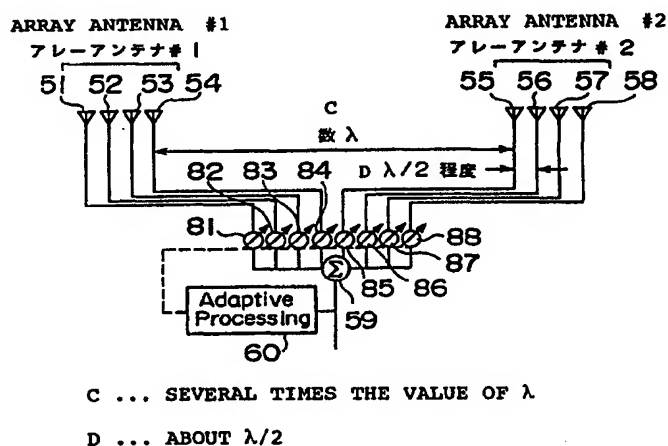 ARRAY ANTENNA #1
アレーアンテナ#1
51 52 53 54
ARRAY ANTENNA #2
アレーアンテナ#2
55 56 57 58
C
数λ
D λ/2 程度
82 83 84
81
88
87
86
85
Σ
59
Adaptive
Processing
60
C ... SEVERAL TIMES THE VALUE OF λ
D ... ABOUT λ/2